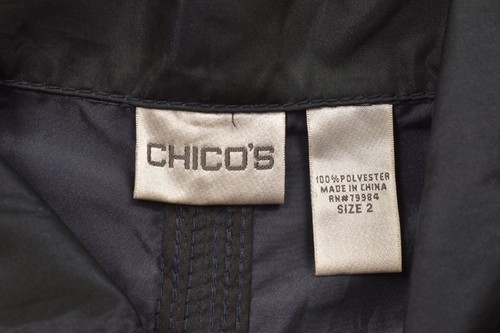 CHICO'S
100% POLYESTER
MADE IN CHINA
RN#79984
SIZE 2